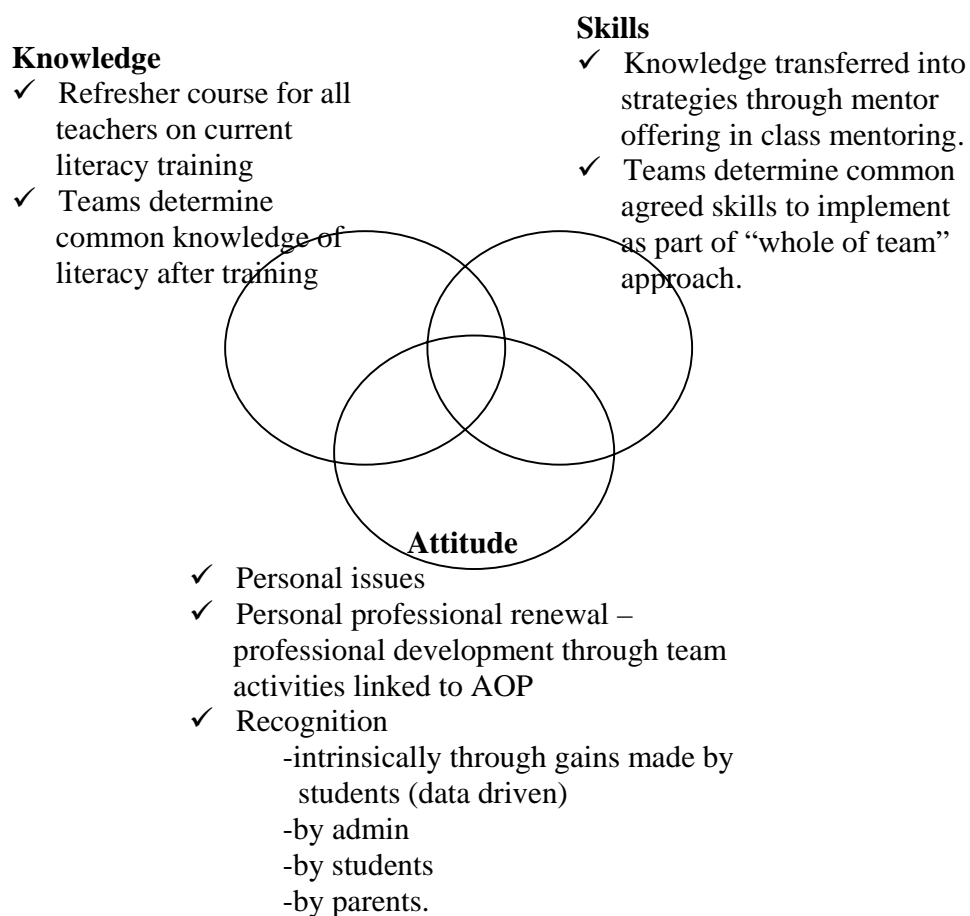 Knowledge
✓ Refresher course for all
teachers on current
literacy training
✓ Teams determine
common knowledge of
literacy after training
Skills
✓ Knowledge transferred into
strategies through mentor
offering in class mentoring.
✓ Teams determine common
agreed skills to implement
as part of “whole of team”
approach.
Attitude
✓ Personal issues
✓ Personal professional renewal –
professional development through team
activities linked to AOP
✓ Recognition
-intrinsically through gains made by
students (data driven)
-by admin
-by students
-by parents.